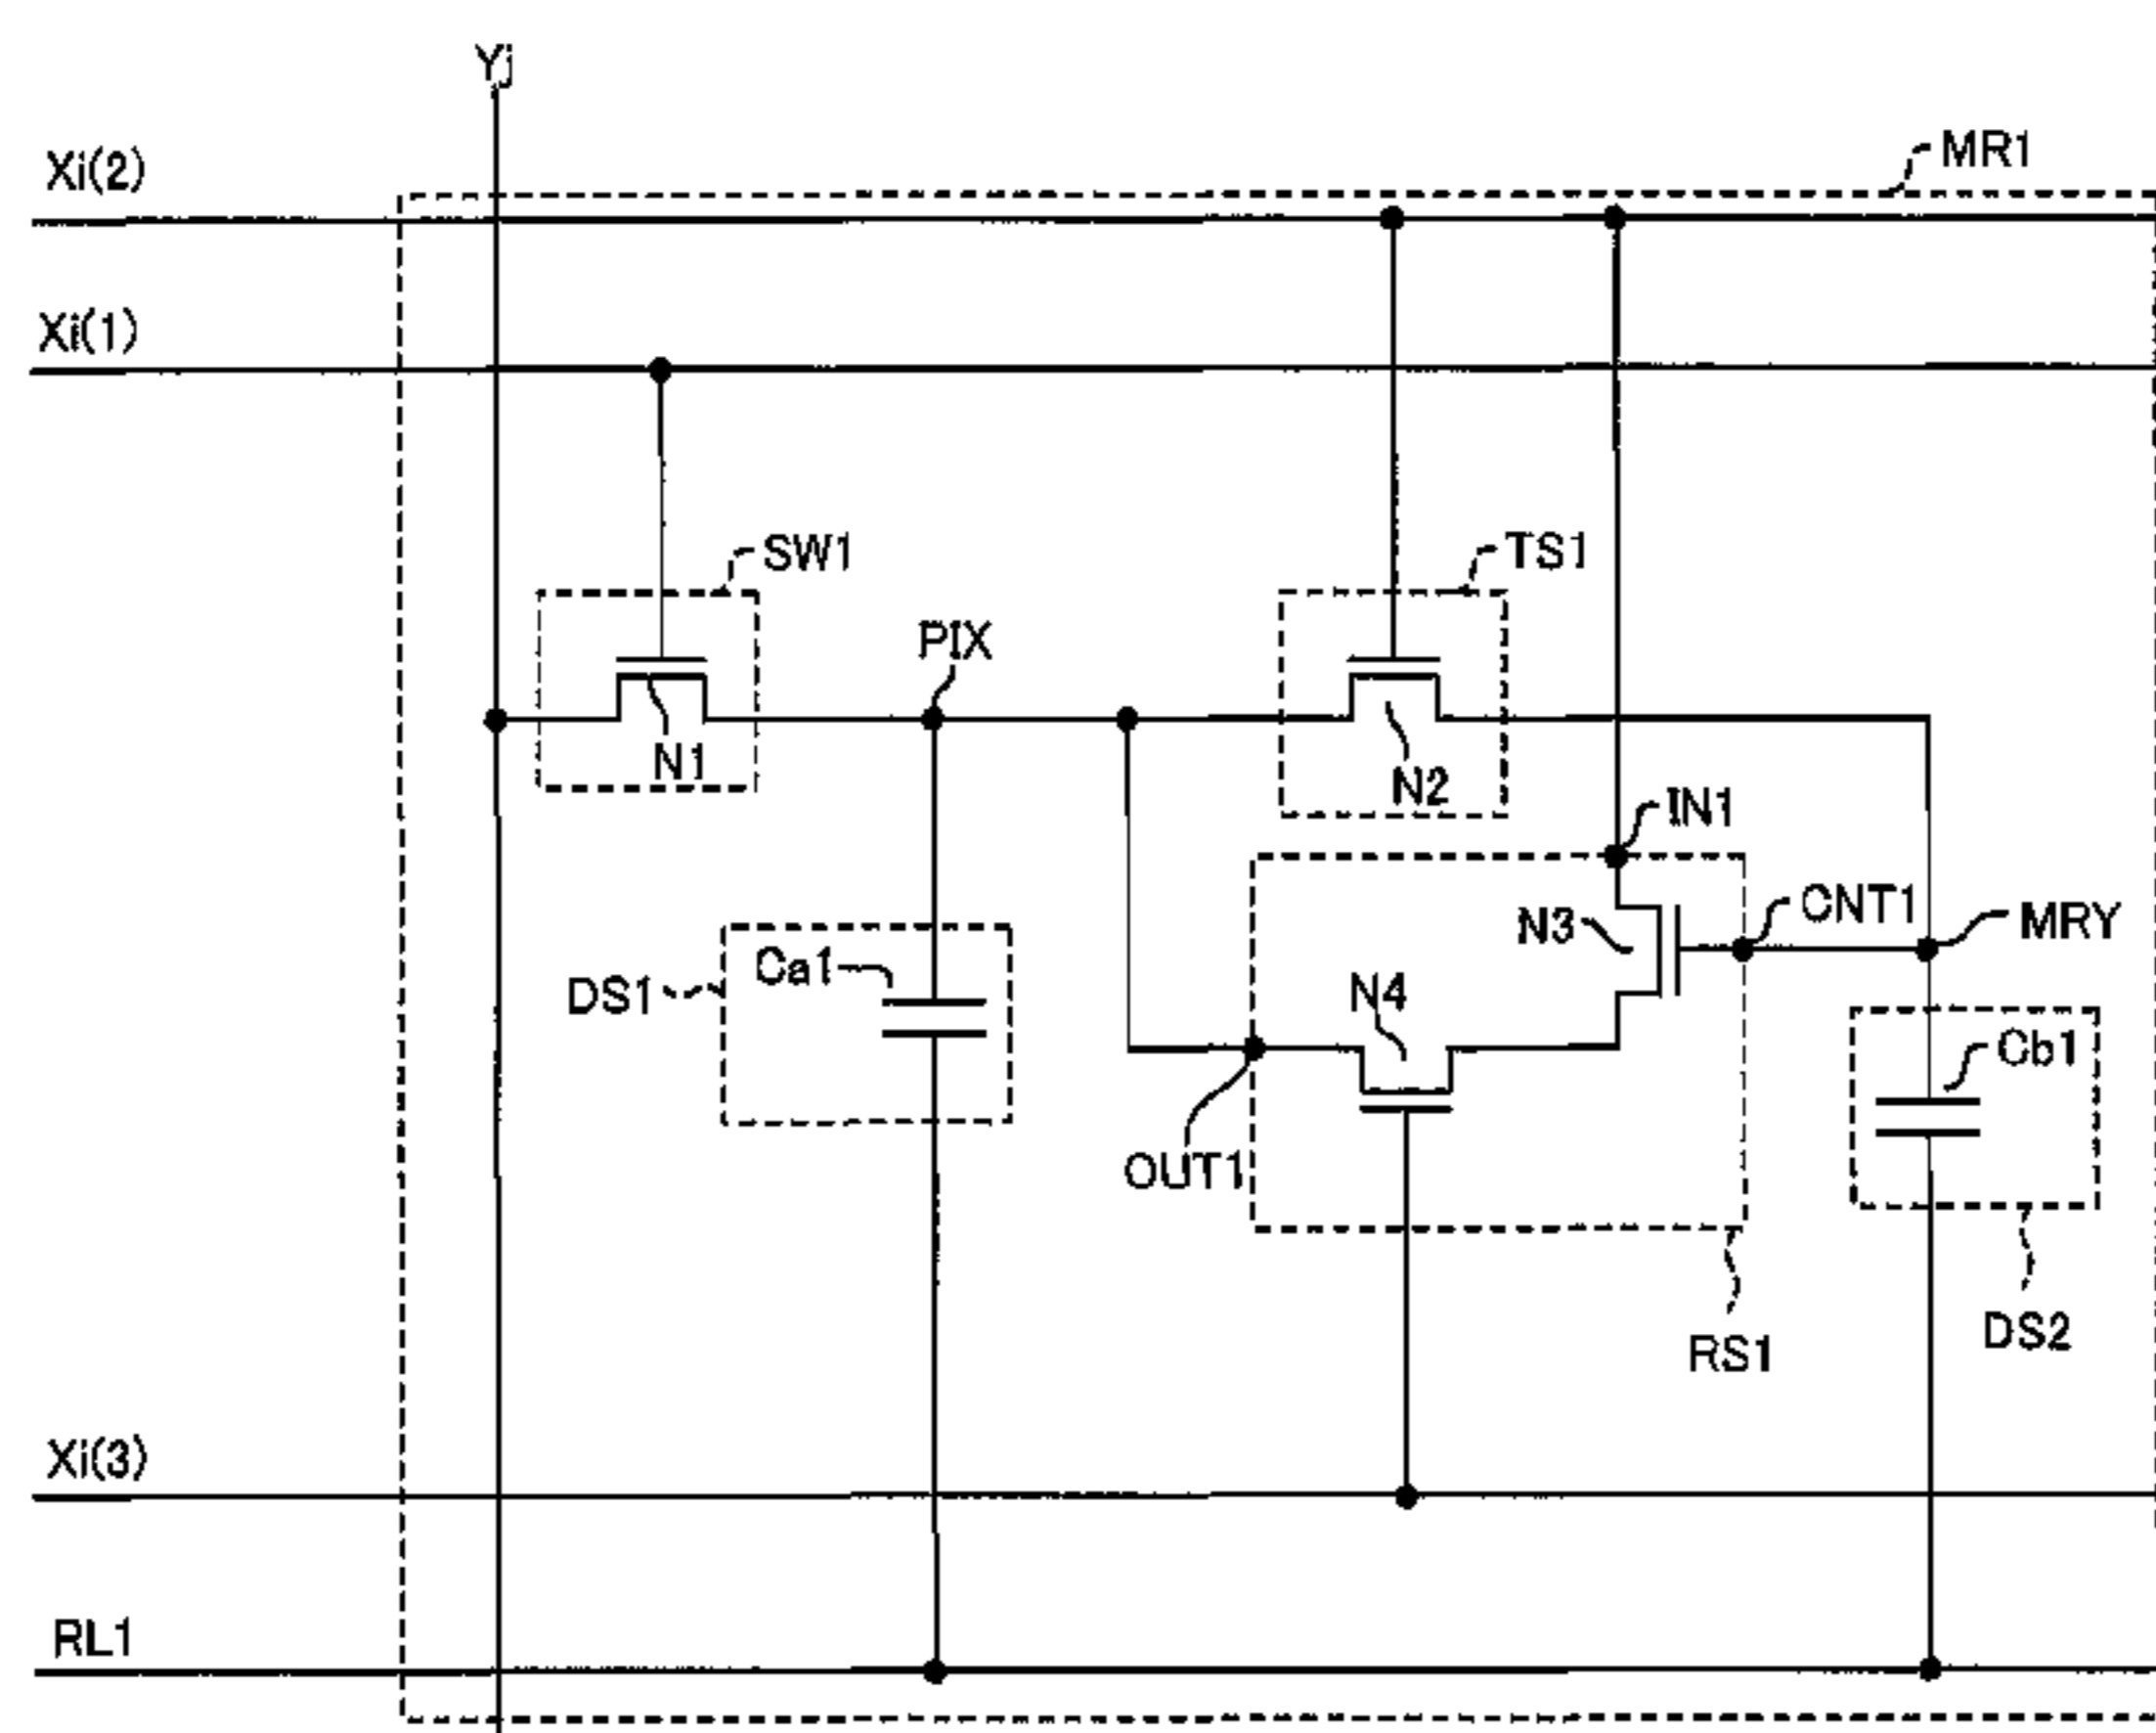 Yj
MR1
Xi(2)
Xi(1)
SW1
TS1
PIX
N1
N2
IN1
CNT1
N3
MRY
Ca1
DS1
N4
Cb1
OUT1
DS2
RS1
Xi(3)
RL1